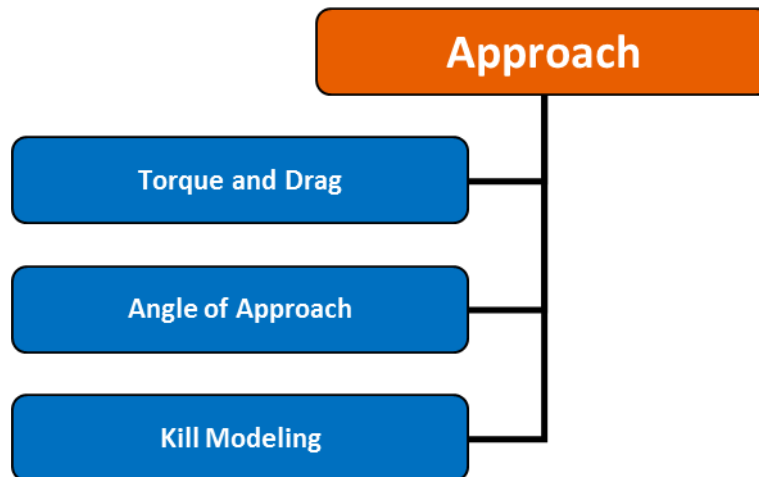 Approach
Torque and Drag
Angle of Approach
Kill Modeling